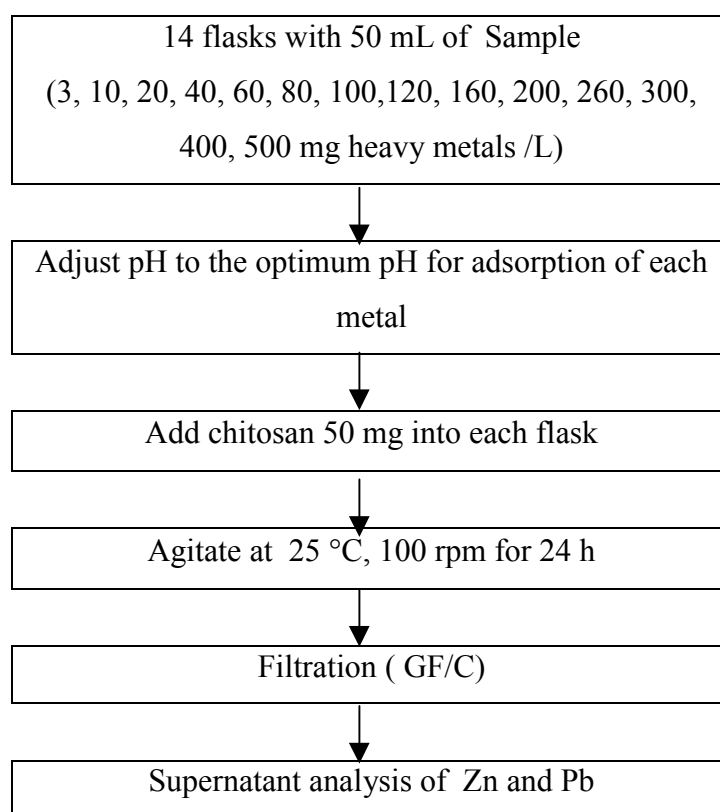 14 flasks with 50 mL of Sample
(3, 10, 20, 40, 60, 80, 100,120, 160, 200, 260, 300,
400, 500 mg heavy metals /L)
Adjust pH to the optimum pH for adsorption of each
metal
Add chitosan 50 mg into each flask
Agitate at 25 °C, 100 rpm for 24 h
Filtration ( GF/C)
Supernatant analysis of Zn and Pb